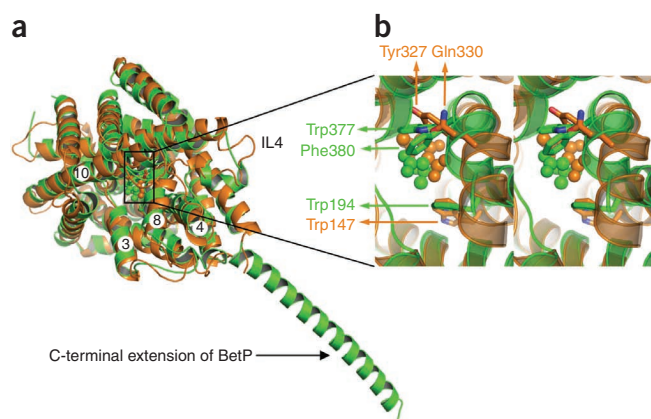 a
b
Tyr327 Gln330
IL4
Trp377
Phe380
10
Trp194
Trp147
8
4
3
C-terminal extension of BetP